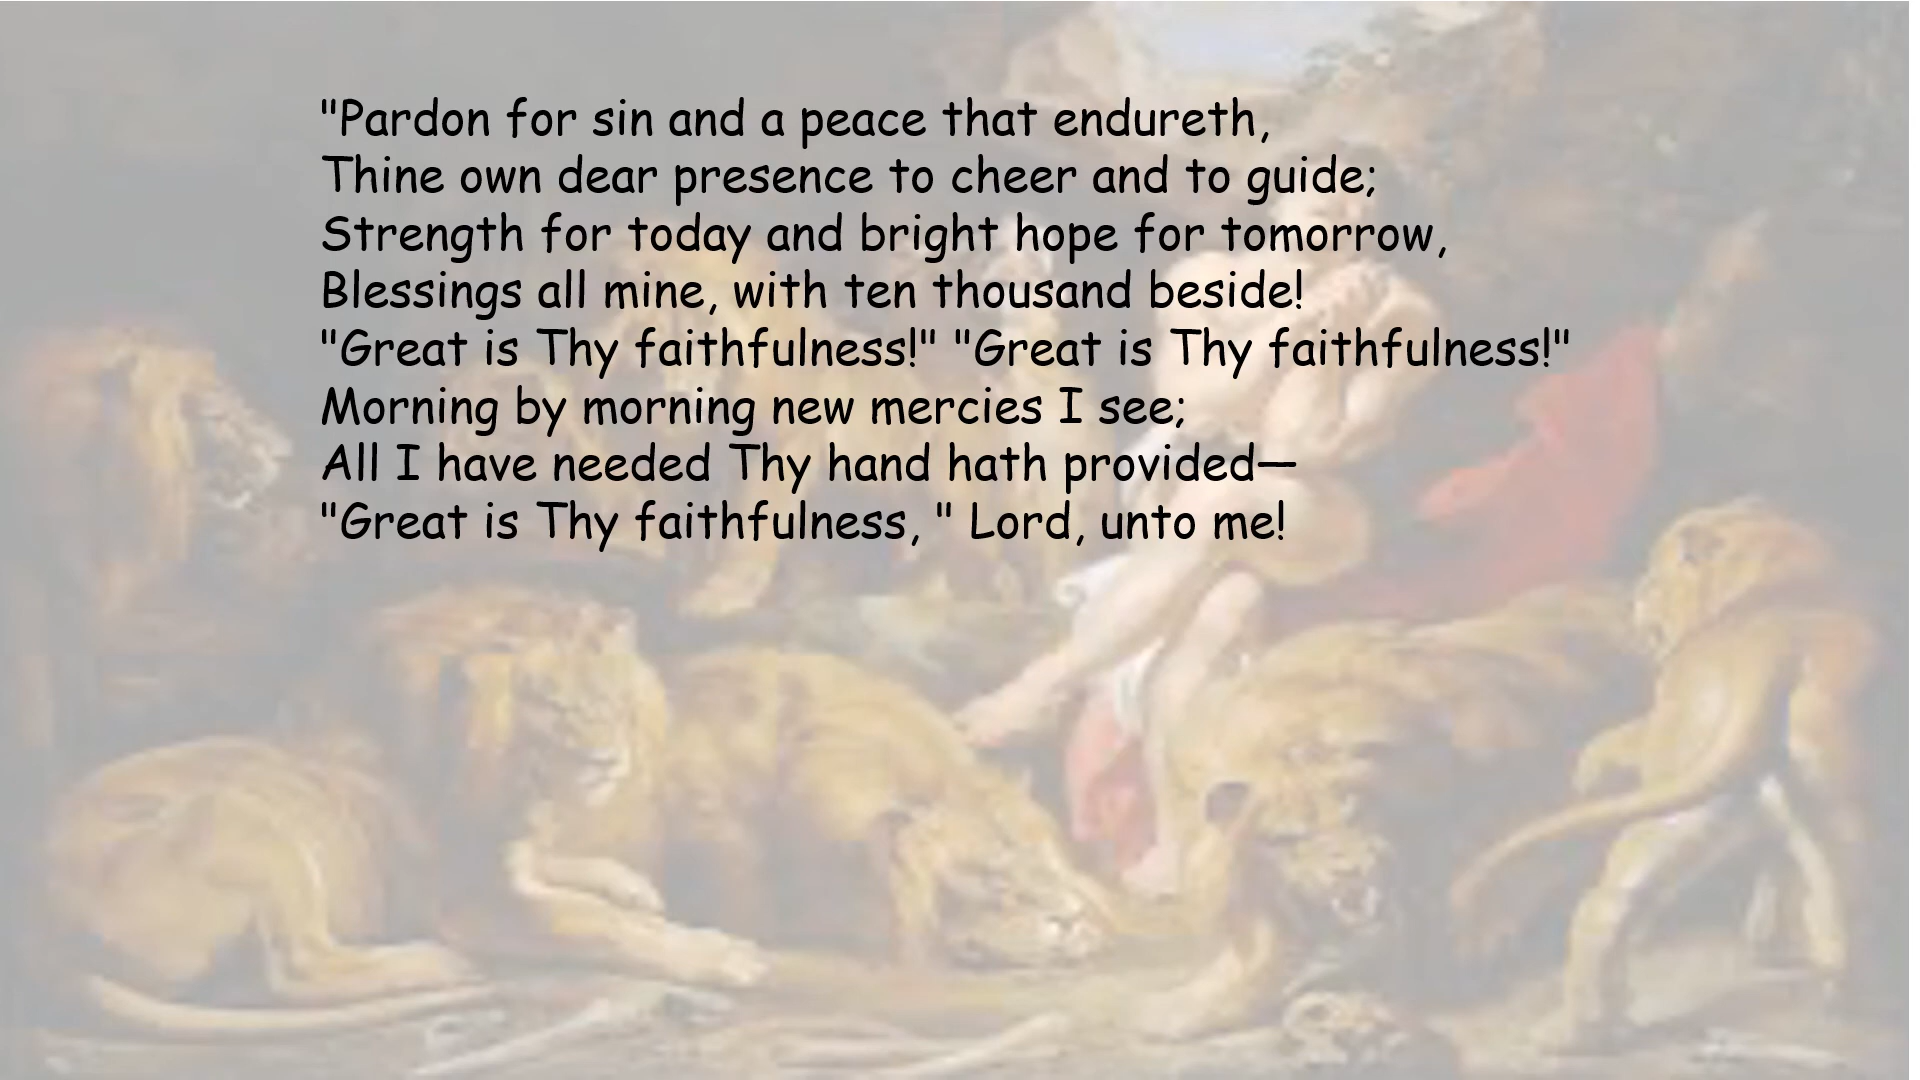 "Pardon for sin and a peace that endureth,
Thine own dear presence to cheer and to guide;
Strength for today and bright hope for tomorrow,
Blessings all mine, with ten thousand beside!
"Great is Thy faithfulness!" "Great is Thy faithfulness!"
Morning by morning new mercies I see;
All I have needed Thy hand hath provided—
"Great is Thy faithfulness, " Lord, unto me!